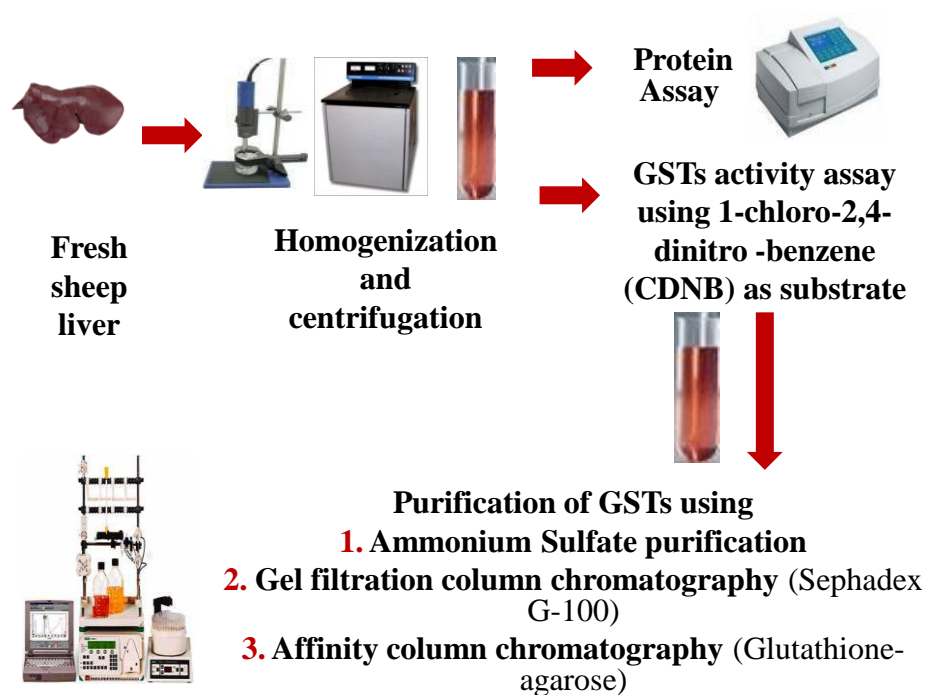 Protein
Assay
GSTs activity assay
using 1-chloro-2,4-
dinitro -benzene
(CDNB) as substrate
Fresh
sheep
liver
Homogenization
and
centrifugation
Purification of GSTs using
1. Ammonium Sulfate purification
2. Gel filtration column chromatography (Sephadex
G-100)
3. Affinity column chromatography (Glutathione-
agarose)